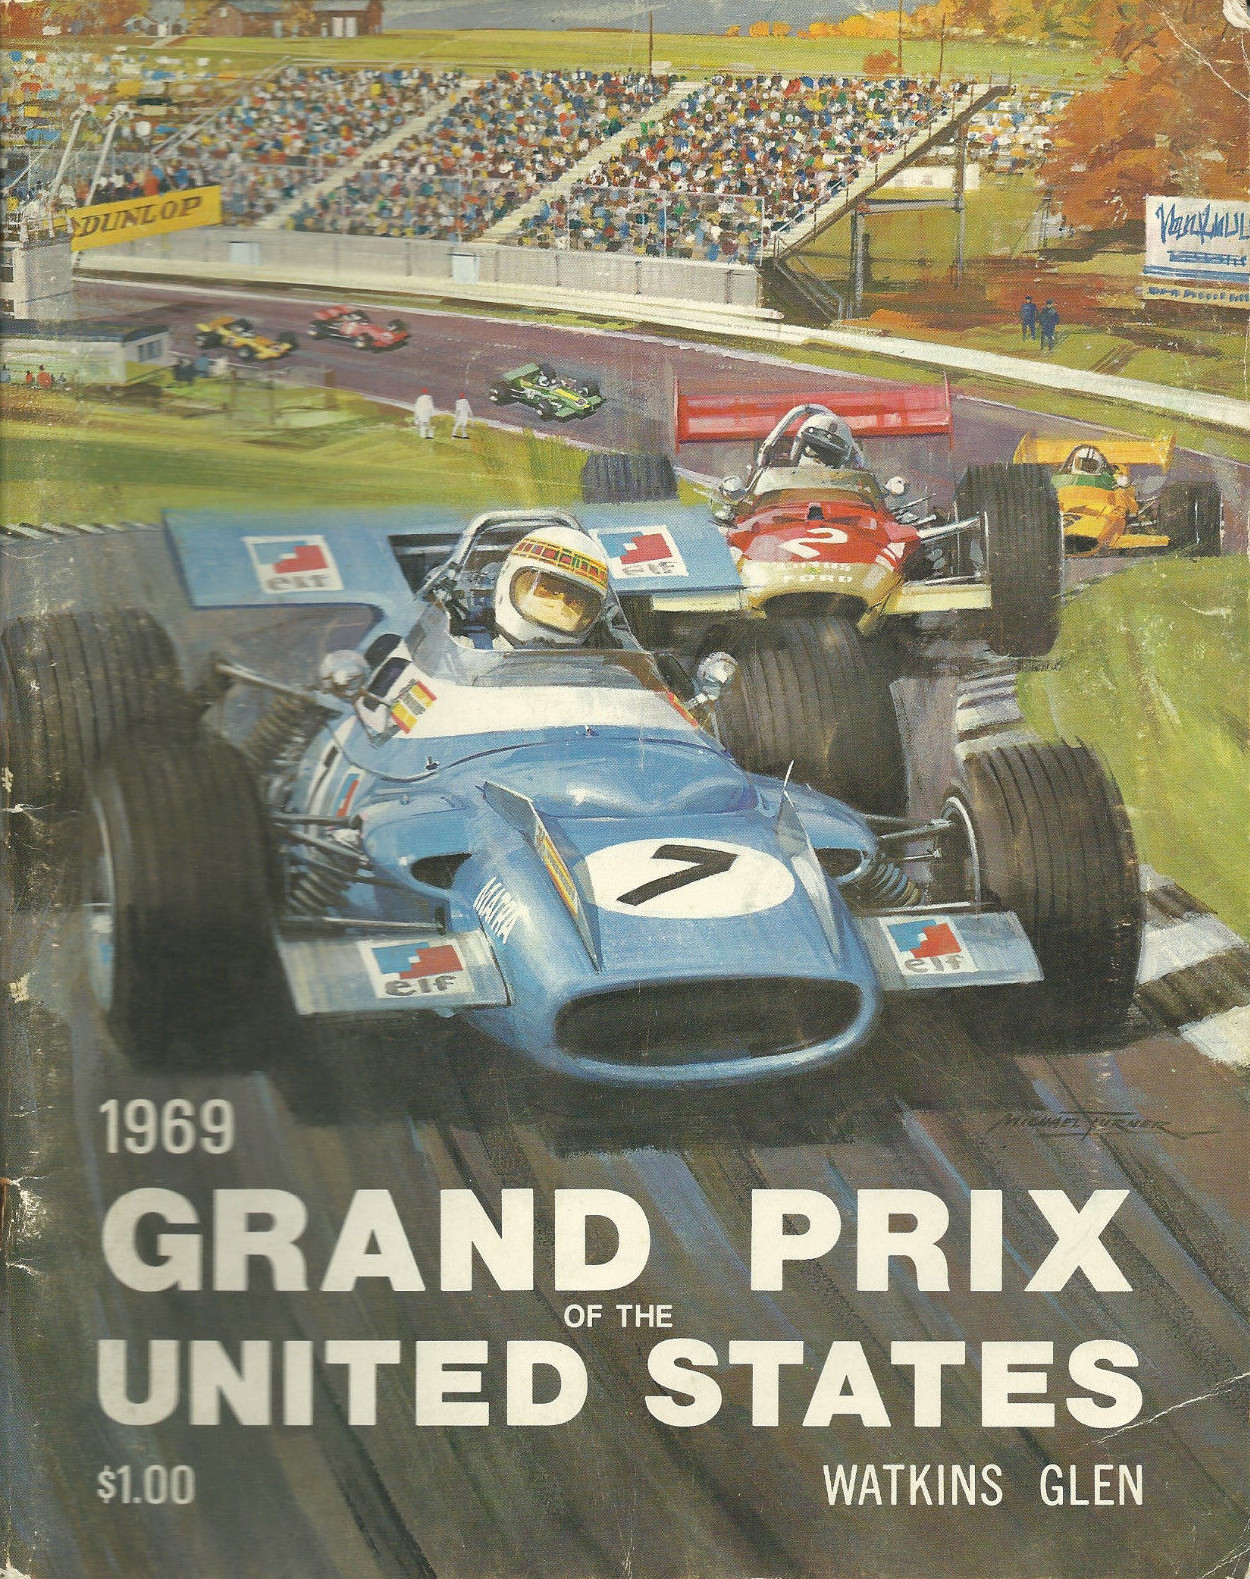 DUNLOP
elf
elf
2
FORD
7
MATRA
elf
elf
MICHAEL TURNER
1969
GRAND PRIX
OF THE
UNITED STATES
$1.00
WATKINS GLEN